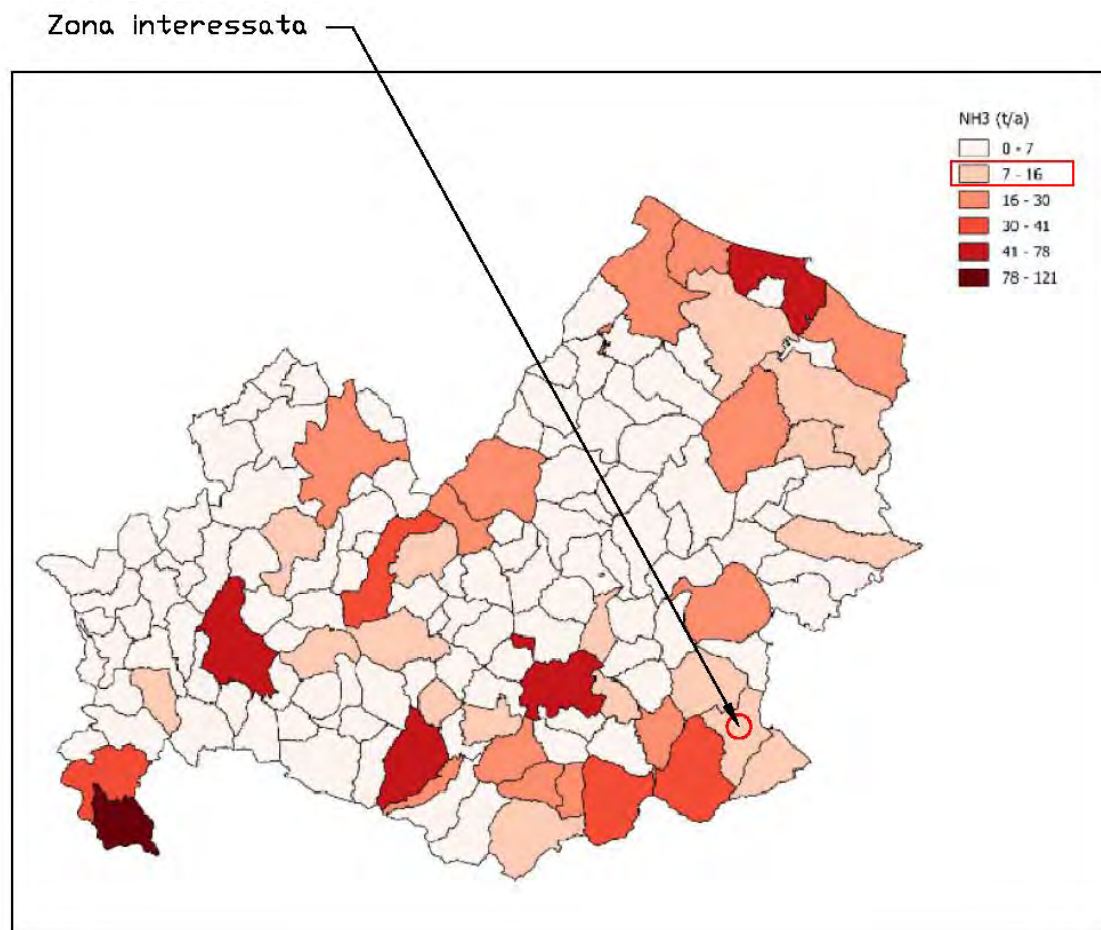 Zona interessata
NH3 (t/a)
0 - 7
7 - 16
16 - 30
30 - 41
41 - 78
78 - 121